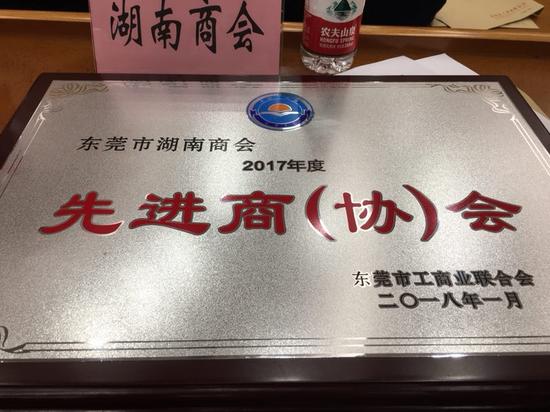 湖南商会
农夫山泉
NONGFU SPRING
东莞市湖南商会
2017年度
先进商(协)会
东莞市工商业联合会
二〇一八年一月